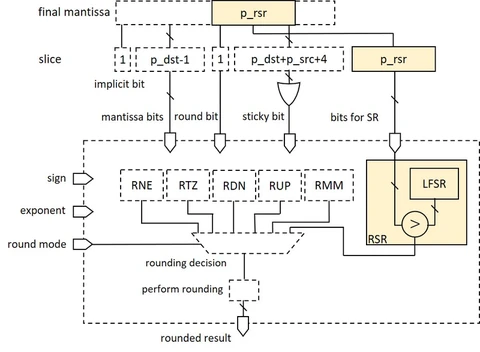 final mantissa p_rsr
slice 1 p_dst-1 1 p_dst+p_src+4 p_rsr
implicit bit
mantissa bits round bit sticky bit bits for SR
sign RNE RTZ RDN RUP RMM LFSR
exponent
>
round mode RSR
rounding decision
perform rounding
rounded result